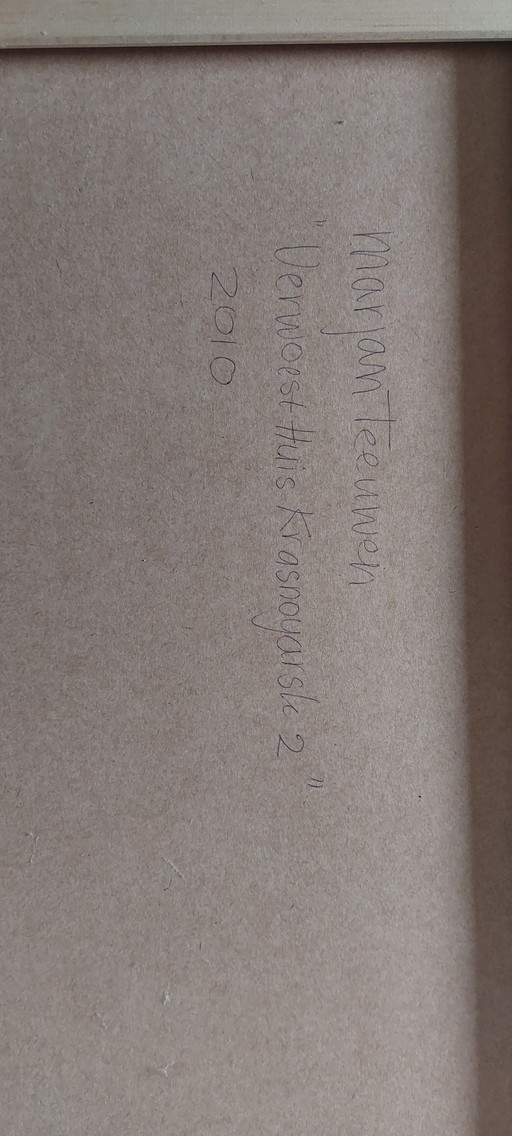 Marjan Teeuwen
"Verwoest Huis Krasnoyarsk 2"
2010